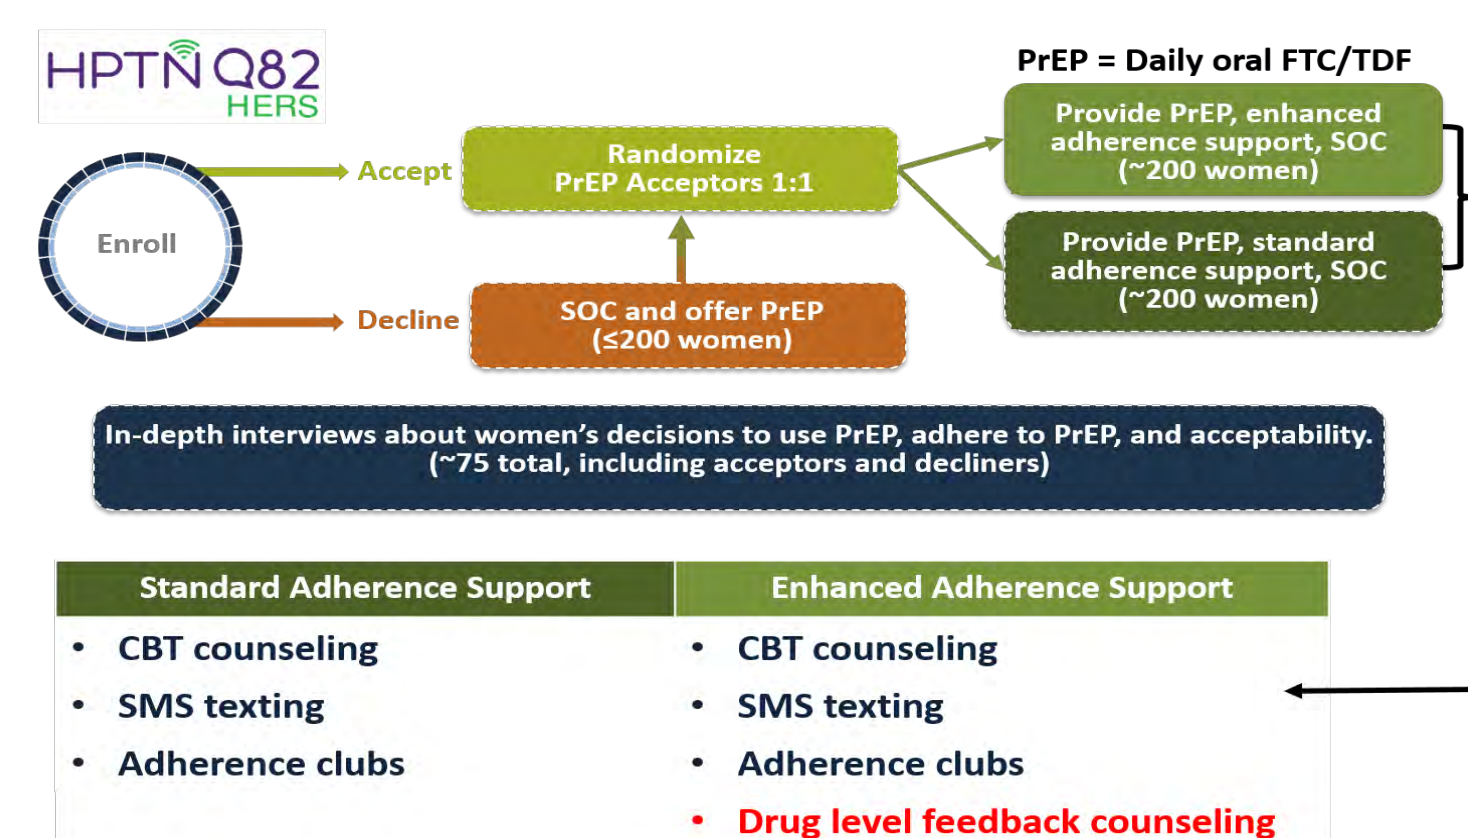 HPTN Q82
HERS
PrEP = Daily oral FTC/TDF
Enroll
Accept
Decline
Randomize
PrEP Acceptors 1:1
SOC and offer PrEP
(≤200 women)
Provide PrEP, enhanced
adherence support, SOC
(~200 women)
Provide PrEP, standard
adherence support, SOC
(~200 women)
In-depth interviews about women’s decisions to use PrEP, adhere to PrEP, and acceptability.
(~75 total, including acceptors and decliners)
Standard Adherence Support
• CBT counseling
• SMS texting
• Adherence clubs
Enhanced Adherence Support
• CBT counseling
• SMS texting
• Adherence clubs
• Drug level feedback counseling